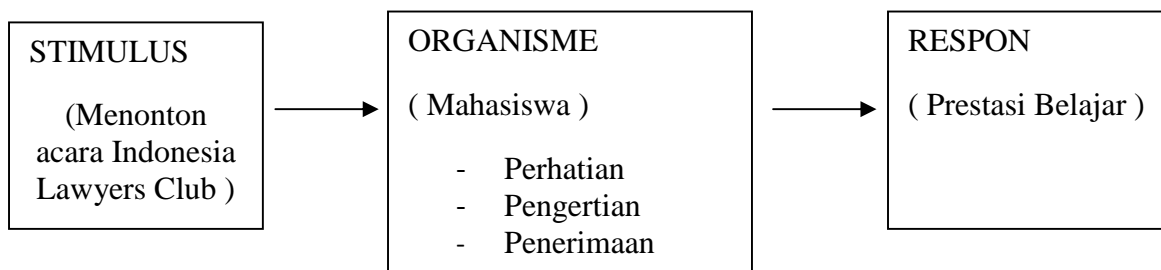 STIMULUS
(Menonton
acara Indonesia
Lawyers Club )
ORGANISME
( Mahasiswa )
- Perhatian
- Pengertian
- Penerimaan
RESPON
( Prestasi Belajar )